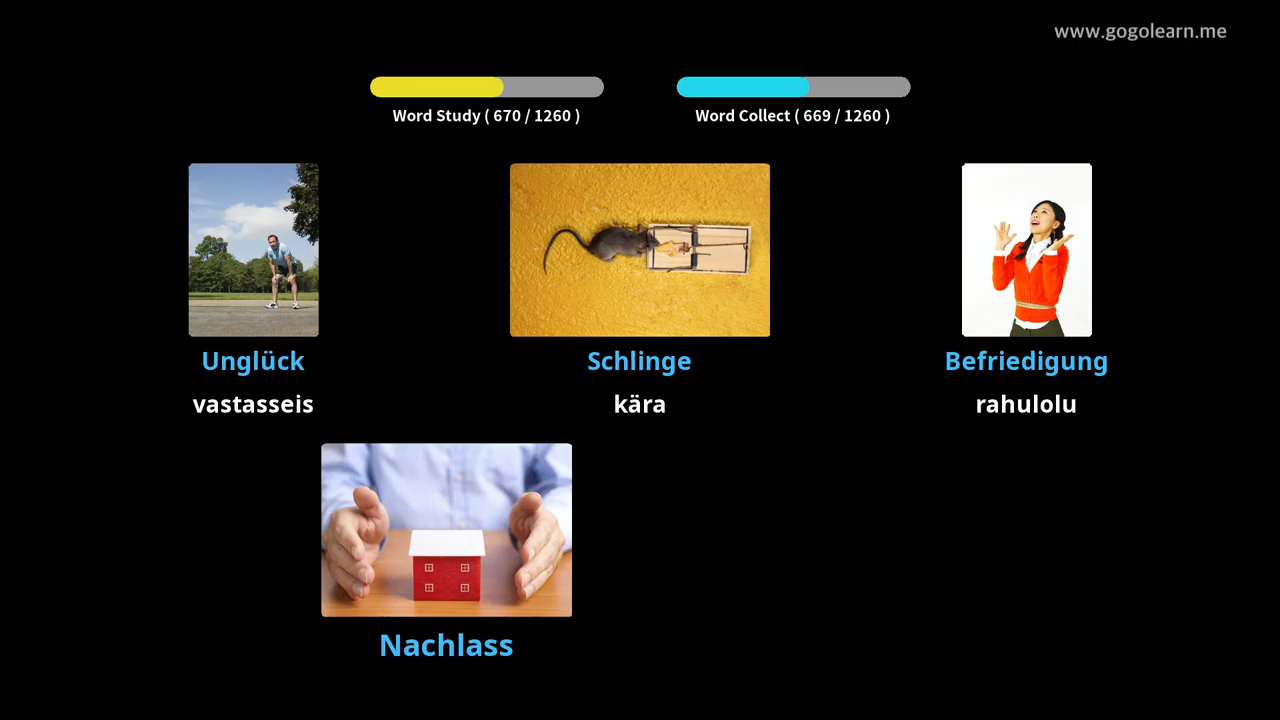 www.gogolearn.me
Word Study ( 670 / 1260 )
Word Collect ( 669 / 1260 )
Unglück
Schlinge
Befriedigung
vastasseis
kära
rahulolu
Nachlass